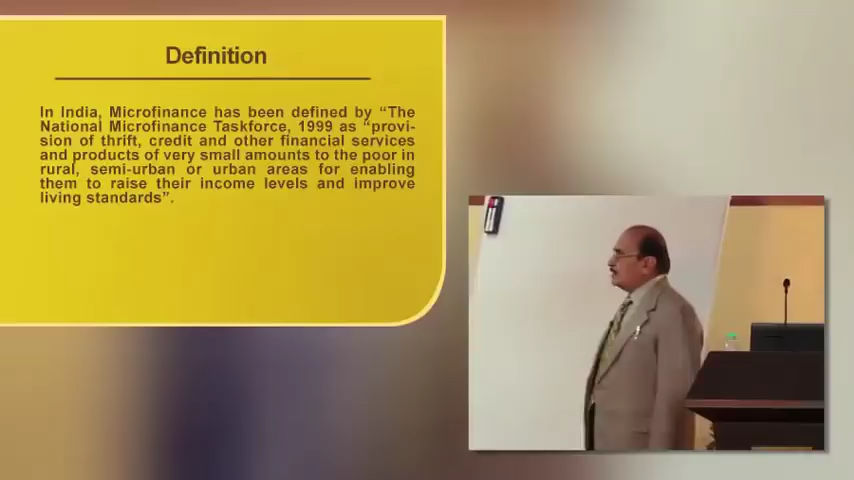 Definition
In India, Microfinance has been defined by “The
National Microfinance Taskforce, 1999 as “provi-
sion of thrift, credit and other financial services
and products of very small amounts to the poor in
rural, semi-urban or urban areas for enabling
them to raise their income levels and improve
living standards”.